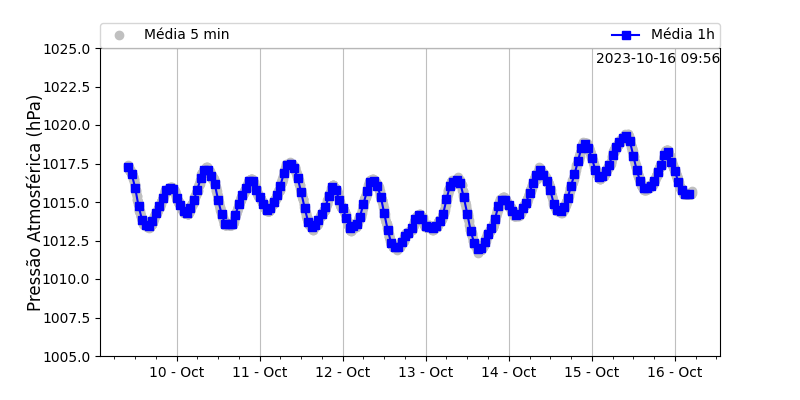 Média 5 min
Média 1h
2023-10-16 09:56
Pressão Atmosférica (hPa)
1025.0
1022.5
1020.0
1017.5
1015.0
1012.5
1010.0
1007.5
1005.0
10 - Oct
11 - Oct
12 - Oct
13 - Oct
14 - Oct
15 - Oct
16 - Oct